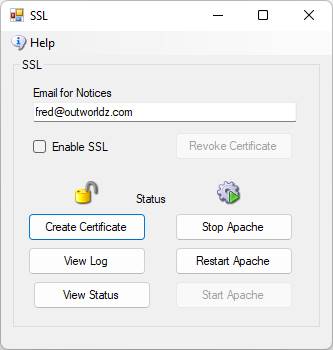 SSL
Help
SSL
Email for Notices
fred@outworldz.com
Enable SSL
Revoke Certificate
Status
Create Certificate
Stop Apache
View Log
Restart Apache
View Status
Start Apache